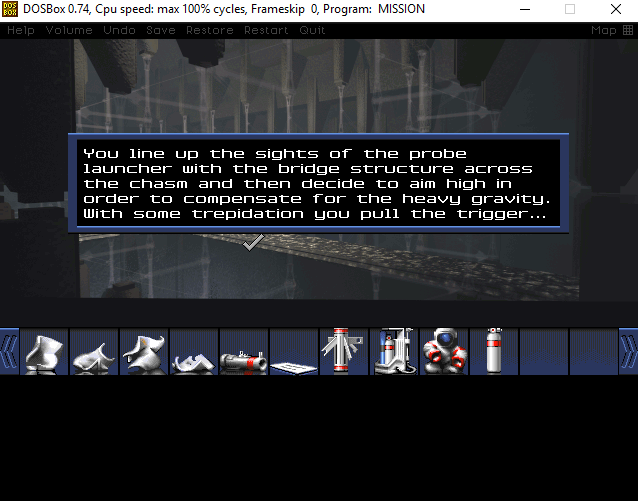 DOSBox 0.74, Cpu speed: max 100% cycles, Frameskip 0, Program: MISSION
Help Volume Undo Save Restore Restart Quit Map
You line up the sights of the probe
launcher with the bridge structure across
the chasm and then decide to aim high in
order to compensate for the heavy gravity.
With some trepidation you pull the trigger...